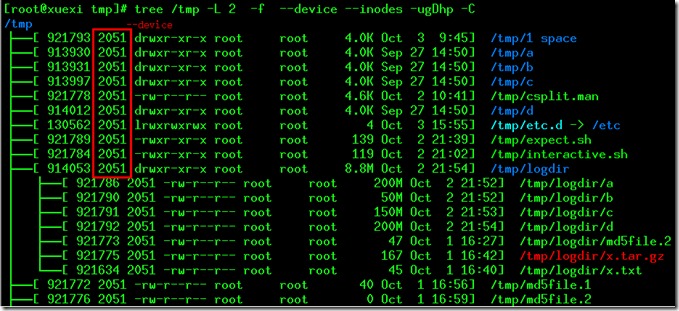 [root@xuexi tmp]# tree /tmp -L 2  -f  --device --inodes -ugDhp -C
/tmp --device
├──[ 921793 2051 drwxr-xr-x root     root     4.0K Oct  3  9:45]  /tmp/1 space
├──[ 913930 2051 drwxr-xr-x root     root     4.0K Sep 27 14:50]  /tmp/a
├──[ 913931 2051 drwxr-xr-x root     root     4.0K Sep 27 14:50]  /tmp/b
├──[ 913997 2051 drwxr-xr-x root     root     4.0K Sep 27 14:50]  /tmp/c
├──[ 921778 2051 -rw-r--r-- root     root     4.6K Oct  2 10:41]  /tmp/csplit.man
├──[ 914012 2051 drwxr-xr-x root     root     4.0K Sep 27 14:50]  /tmp/d
├──[ 130562 2051 lrwxrwxrwx root     root        4 Oct  3 15:55]  /tmp/etc.d -> /etc
├──[ 921789 2051 -rwxr-xr-x root     root      139 Oct  2 21:39]  /tmp/expect.sh
├──[ 921784 2051 -rwxr-xr-x root     root      119 Oct  2 21:02]  /tmp/interactive.sh
├──[ 914053 2051 drwxr-xr-x root     root     8.8M Oct  2 21:54]  /tmp/logdir
│   ├──[ 921786 2051 -rw-r--r-- root     root     200M Oct  2 21:52]  /tmp/logdir/a
│   ├──[ 921790 2051 -rw-r--r-- root     root      50M Oct  2 21:52]  /tmp/logdir/b
│   ├──[ 921791 2051 -rw-r--r-- root     root     150M Oct  2 21:53]  /tmp/logdir/c
│   ├──[ 921792 2051 -rw-r--r-- root     root     200M Oct  2 21:54]  /tmp/logdir/d
│   ├──[ 921773 2051 -rw-r--r-- root     root       47 Oct  1 16:27]  /tmp/logdir/md5file.2
│   ├──[ 921775 2051 -rw-r--r-- root     root      167 Oct  1 16:42]  /tmp/logdir/x.tar.gz
│   └──[ 921634 2051 -rw-r--r-- root     root       45 Oct  1 16:40]  /tmp/logdir/x.txt
├──[ 921772 2051 -rw-r--r-- root     root       40 Oct  1 16:56]  /tmp/md5file.1
├──[ 921776 2051 -rw-r--r-- root     root        0 Oct  1 16:59]  /tmp/md5file.2